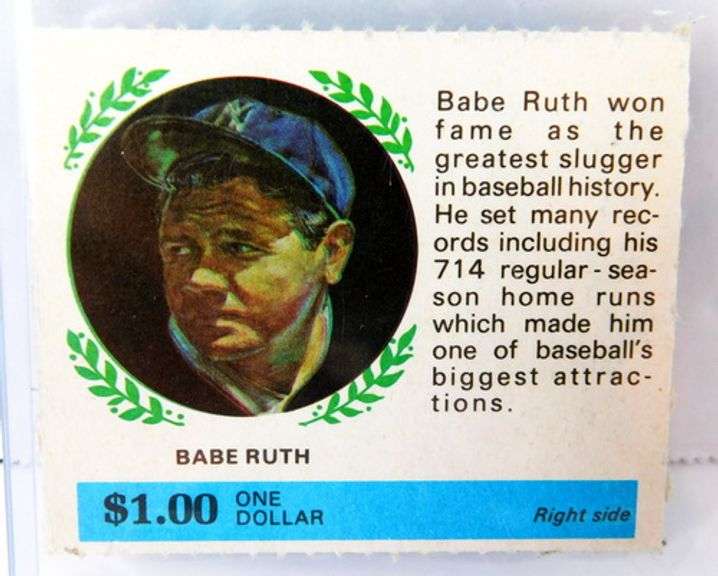 Babe Ruth won
fame as the
greatest slugger
in baseball history.
He set many rec-
ords including his
714 regular-sea-
son home runs
which made him
one of baseball's
biggest attrac-
tions.
BABE RUTH
$1.00 ONE DOLLAR
Right side